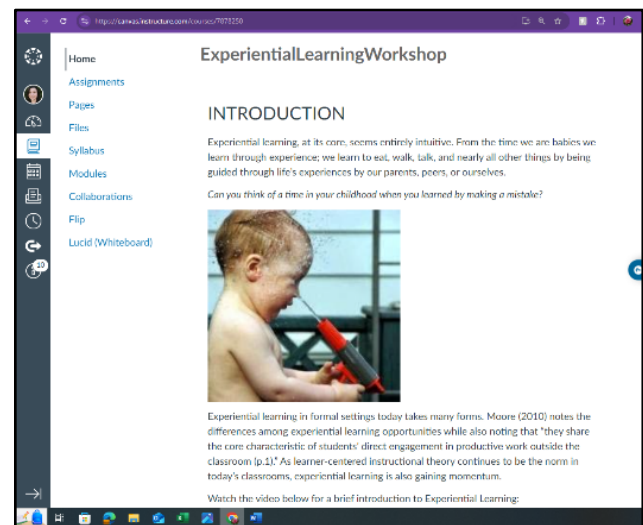 https://canvas.instructure.com/courses/7078250
Home
Assignments
Pages
Files
Syllabus
Modules
Collaborations
Flip
Lucid (Whiteboard)
10
ExperientialLearningWorkshop
INTRODUCTION
Experiential learning, at its core, seems entirely intuitive. From the time we are babies we
learn through experience; we learn to eat, walk, talk, and nearly all other things by being
guided through life's experiences by our parents, peers, or ourselves.
Can you think of a time in your childhood when you learned by making a mistake?
Experiential learning in formal settings today takes many forms. Moore (2010) notes the
differences among experiential learning opportunities while also noting that "they share
the core characteristic of students' direct engagement in productive work outside the
classroom (p.1)." As learner-centered instructional theory continues to be the norm in
today's classrooms, experiential learning is also gaining momentum.
Watch the video below for a brief introduction to Experiential Learning: